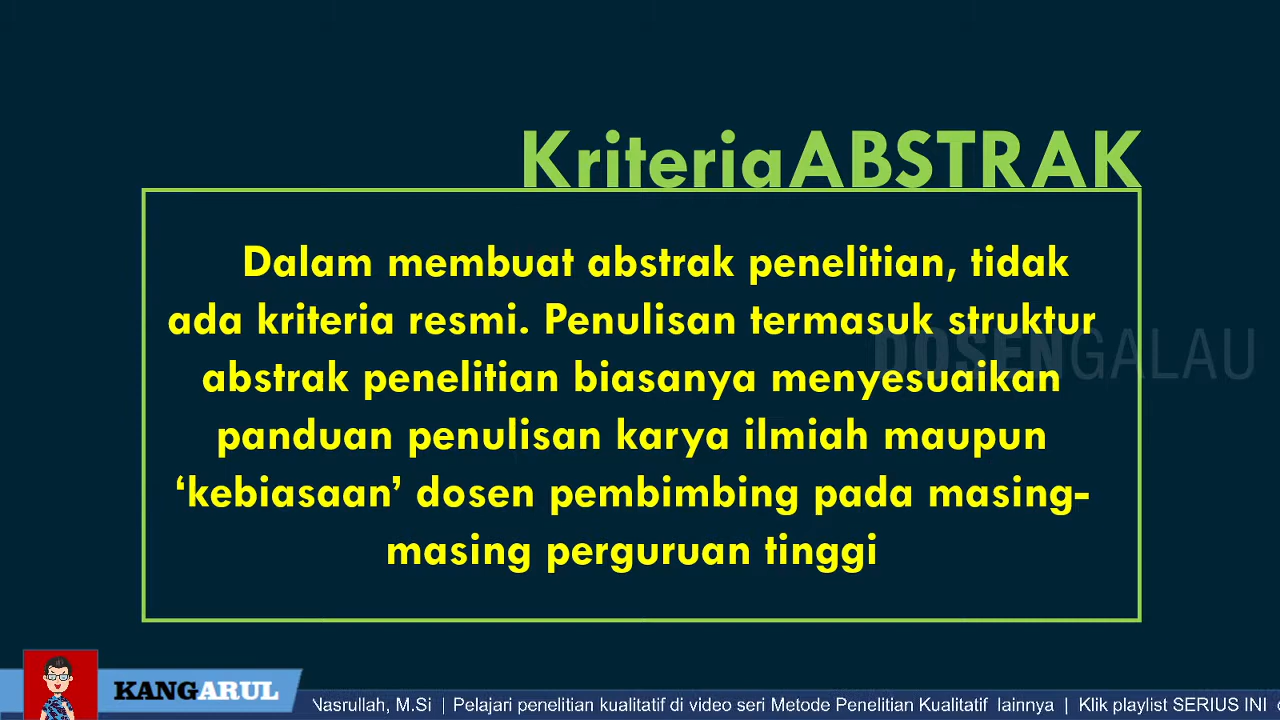 KriteriaABSTRAK
Dalam membuat abstrak penelitian, tidak
ada kriteria resmi. Penulisan termasuk struktur
abstrak penelitian biasanya menyesuaikan
panduan penulisan karya ilmiah maupun
‘kebiasaan’ dosen pembimbing pada masing-
masing perguruan tinggi
DOSENGALAU
KANGARUL
Nasrullah, M.Si | Pelajari penelitian kualitatif di video seri Metode Penelitian Kualitatif lainnya | Klik playlist SERIUS INI